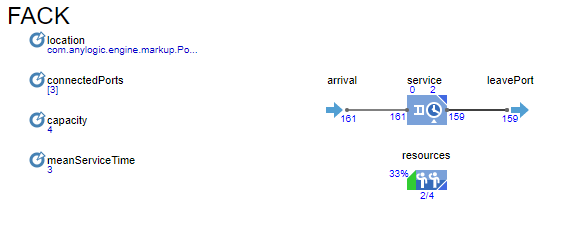 FACK
location
com.anylogic.engine.markup.Po...
connectedPorts
[3]
capacity
4
meanServiceTime
3
arrival service leavePort
0 2
161 161 159 159
resources
33%
2/4